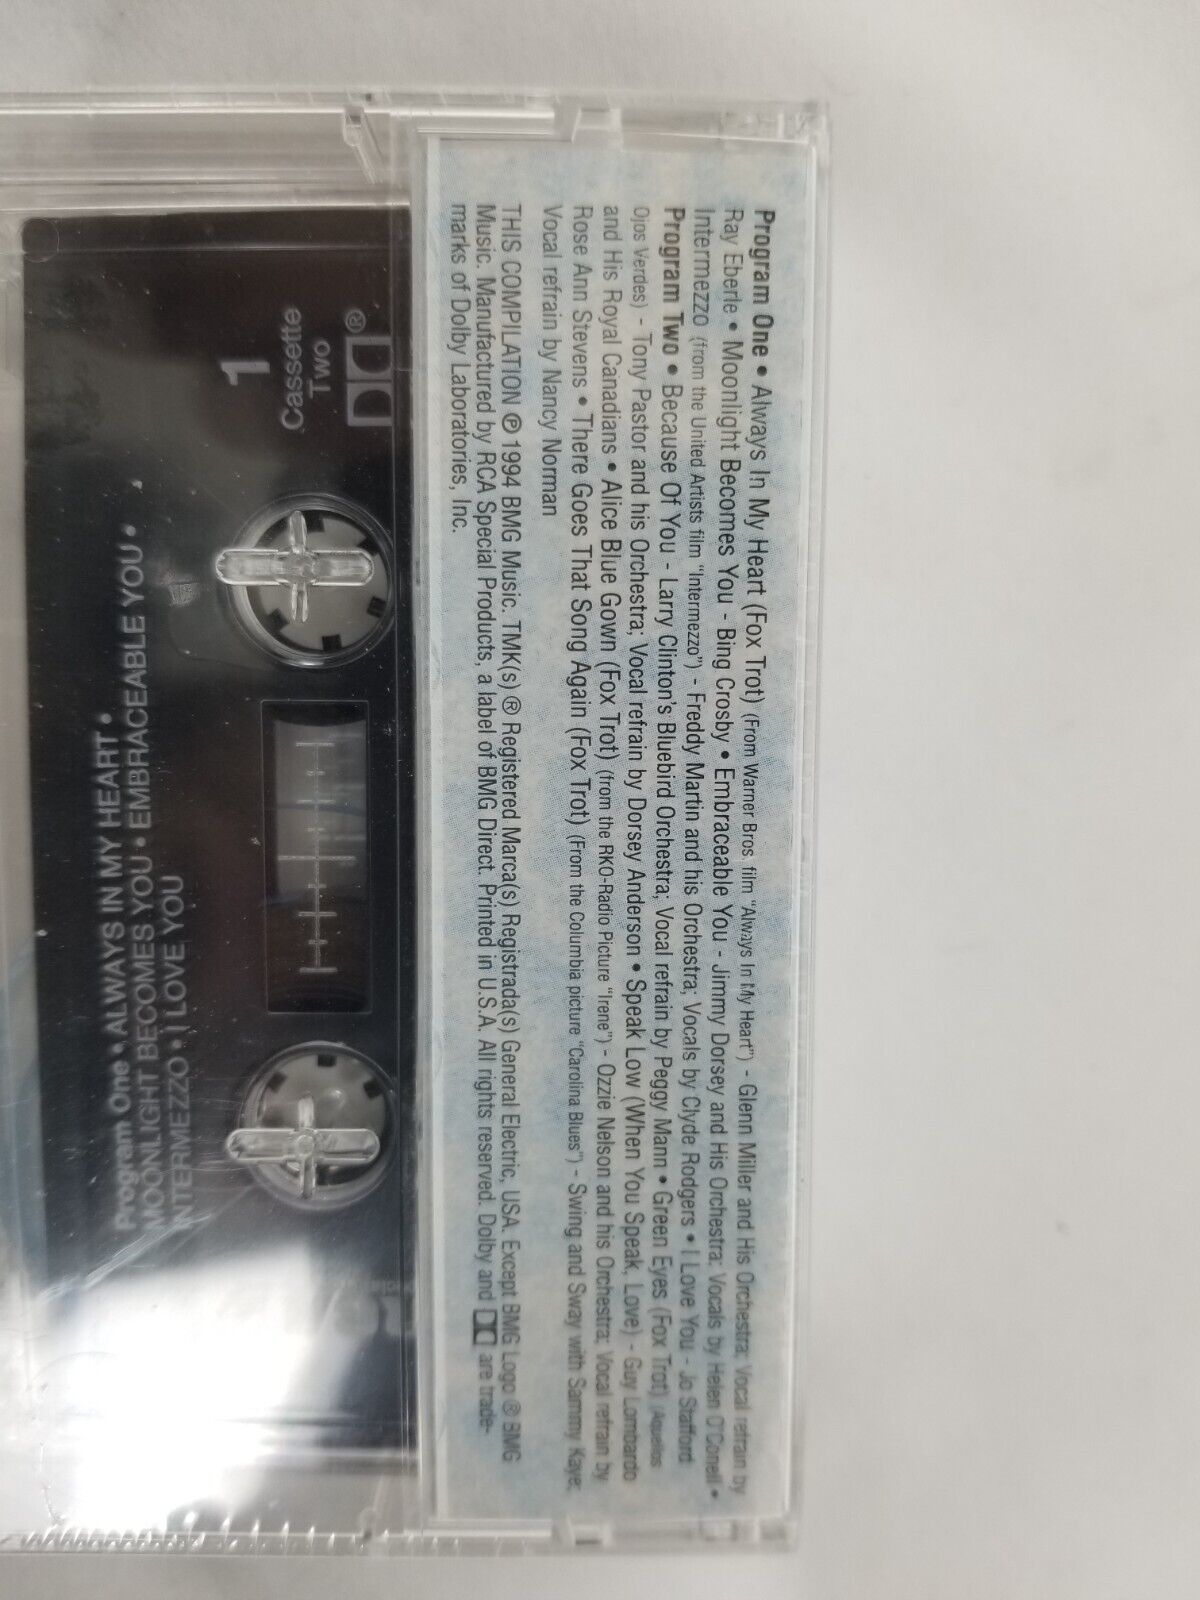 Program One • Always In My Heart (Fox Trot) (From Warner Bros. film "Always In My Heart") - Glenn Miller and His Orchestra; Vocal refrain by
Ray Eberle • Moonlight Becomes You - Bing Crosby • Embraceable You - Jimmy Dorsey and His Orchestra; Vocals by Helen O'Conell •
Intermezzo (from the United Artists film "Intermezzo") - Freddy Martin and his Orchestra; Vocals by Clyde Rodgers • I Love You - Jo Stafford
Program Two • Because Of You - Larry Clinton's Bluebird Orchestra; Vocal refrain by Peggy Mann • Green Eyes (Fox Trot) (Aquellos
Ojos Verdes) - Tony Pastor and his Orchestra; Vocal refrain by Dorsey Anderson • Speak Low (When You Speak, Love) - Guy Lombardo
and His Royal Canadians • Alice Blue Gown (Fox Trot) (from the RKO-Radio Picture "Irene") - Ozzie Nelson and his Orchestra; Vocal refrain by
Rose Ann Stevens • There Goes That Song Again (Fox Trot) (From the Columbia picture "Carolina Blues") - Swing and Sway with Sammy Kaye;
Vocal refrain by Nancy Norman
THIS COMPILATION ℗ 1994 BMG Music. TMK(s) ® Registered Marca(s) Registrada(s) General Electric, USA. Except BMG Logo ® BMG
Music. Manufactured by RCA Special Products, a label of BMG Direct. Printed in U.S.A. All rights reserved. Dolby and are trade-
marks of Dolby Laboratories, Inc.
®
Cassette
Two
1
Program One • ALWAYS IN MY HEART •
MOONLIGHT BECOMES YOU • EMBRACEABLE YOU •
INTERMEZZO • I LOVE YOU